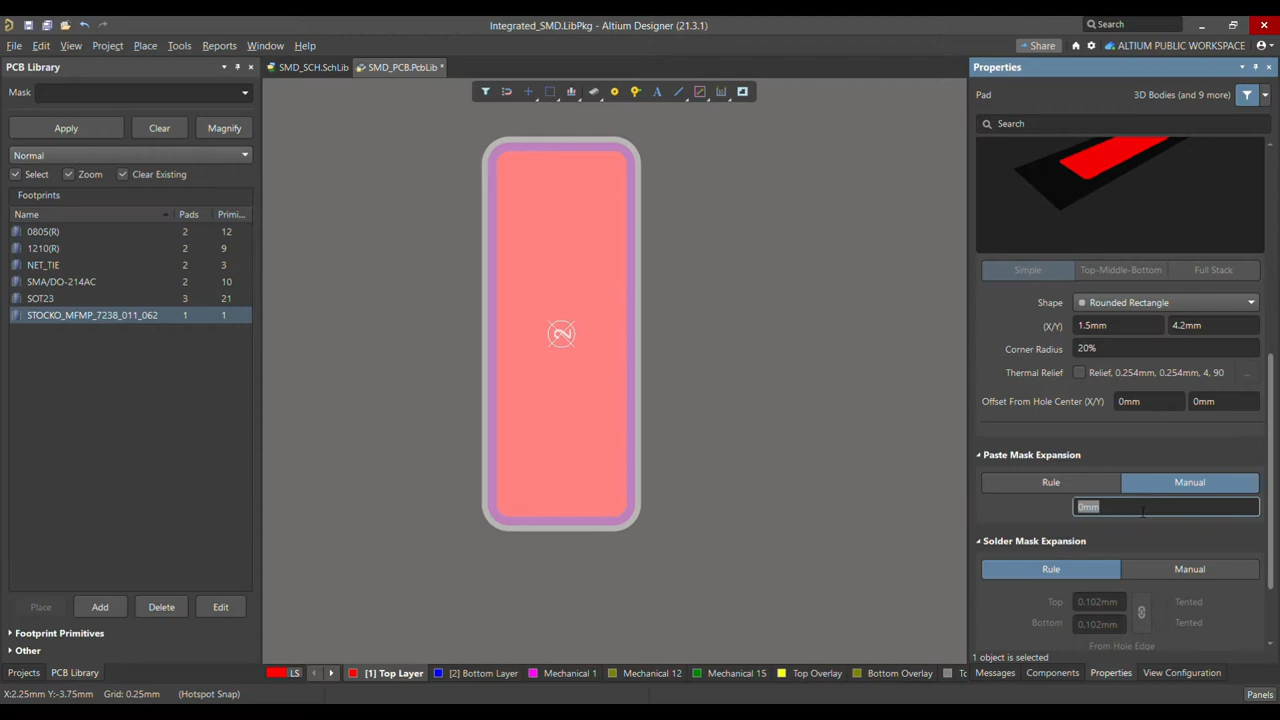 Integrated_SMD.LibPkg - Altium Designer (21.3.1)
Search
File Edit View Project Place Tools Reports Window Help
Share
ALTIUM PUBLIC WORKSPACE
PCB Library
SMD_SCH.SchLib
SMD_PCB.PcbLib *
Properties
Mask
Pad
3D Bodies (and 9 more)
Apply Clear Magnify
Search
Normal
Select Zoom Clear Existing
Footprints
Name Pads Primi...
0805(R) 2 12
1210(R) 2 9
NET_TIE 2 3
SMA/DO-214AC 2 10
SOT23 3 21
STOCKO_MFMP_7238_011_062 1 1
2
Simple Top-Middle-Bottom Full Stack
Shape Rounded Rectangle
(X/Y) 1.5mm 4.2mm
Corner Radius 20%
Thermal Relief Relief, 0.254mm, 0.254mm, 4, 90 ...
Offset From Hole Center (X/Y) 0mm 0mm
Paste Mask Expansion
Rule Manual
0mm
Solder Mask Expansion
Rule Manual
Top 0.102mm Tented
Bottom 0.102mm Tented
From Hole Edge
1 object is selected
Place Add Delete Edit
Footprint Primitives
Other
Projects PCB Library
LS [1] Top Layer [2] Bottom Layer Mechanical 1 Mechanical 12 Mechanical 15 Top Overlay Bottom Overlay To
Messages Components Properties View Configuration
X:2.25mm Y:-3.75mm Grid: 0.25mm (Hotspot Snap)
Panels